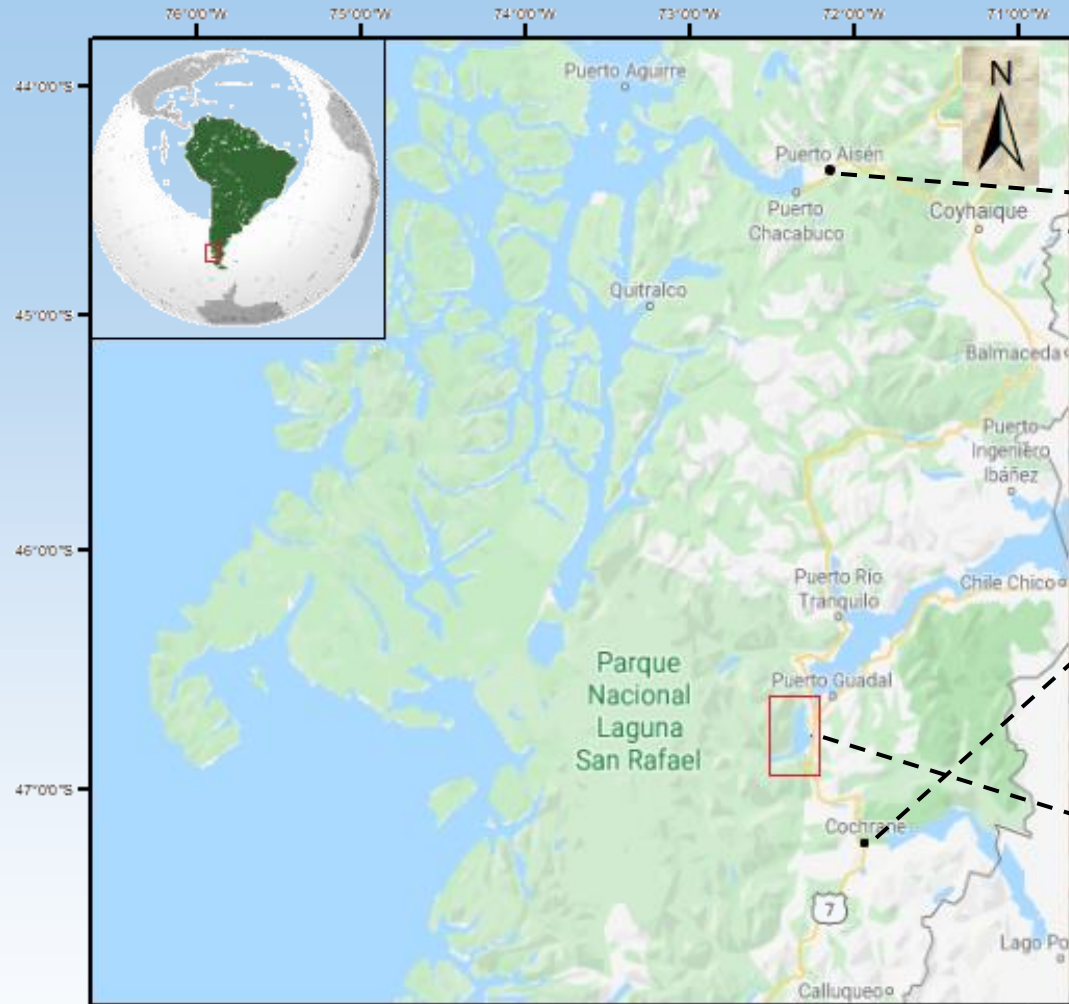 76°00"W
75°00"W
74°00"W
73°00"W
72°00"W
71°00"W
44°00"S
45°00"S
46°00"S
47°00"S
N
Puerto Aguirre
Puerto Aisén
Puerto
Chacabuco
Coyhaique
Quitralco
Balmaceda
Puerto
Ingeniero
Ibáñez
Puerto Río
Tranquilo
Chile Chico
Parque
Nacional
Laguna
San Rafael
Puerto Guadal
Cochrane
7
Lago Po
Calluqueo